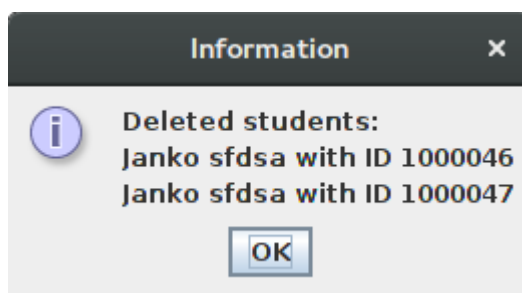 Information
Deleted students:
Janko sfdsa with ID 1000046
Janko sfdsa with ID 1000047
OK